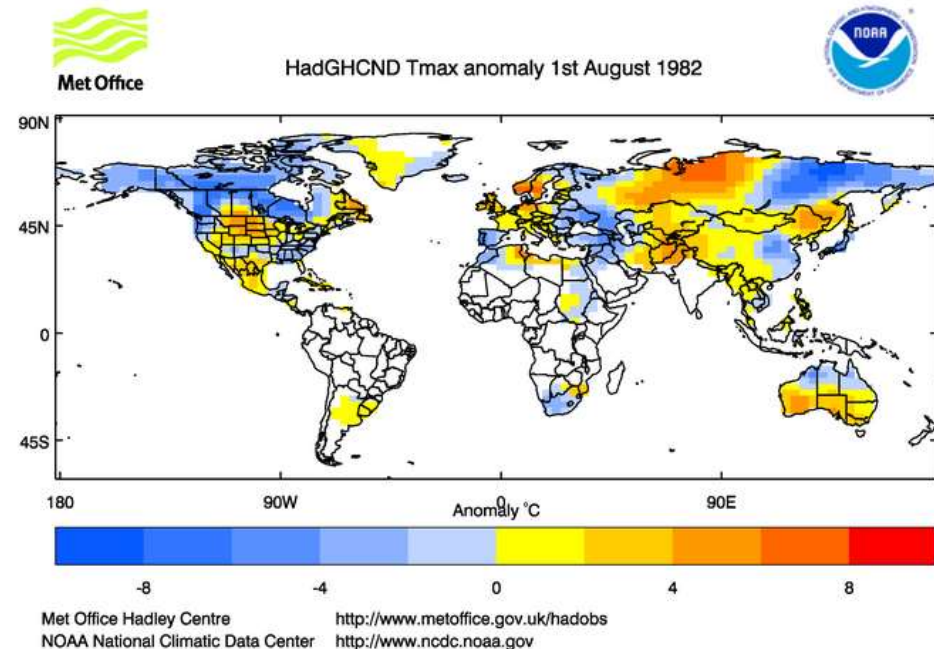 Met Office
NOAA
HadGHCND Tmax anomaly 1st August 1982
90N
45N
0
45S
180
90W
0
90E
Anomaly °C
-8
-4
0
4
8
Met Office Hadley Centre http://www.metoffice.gov.uk/hadobs
NOAA National Climatic Data Center http://www.ncdc.noaa.gov